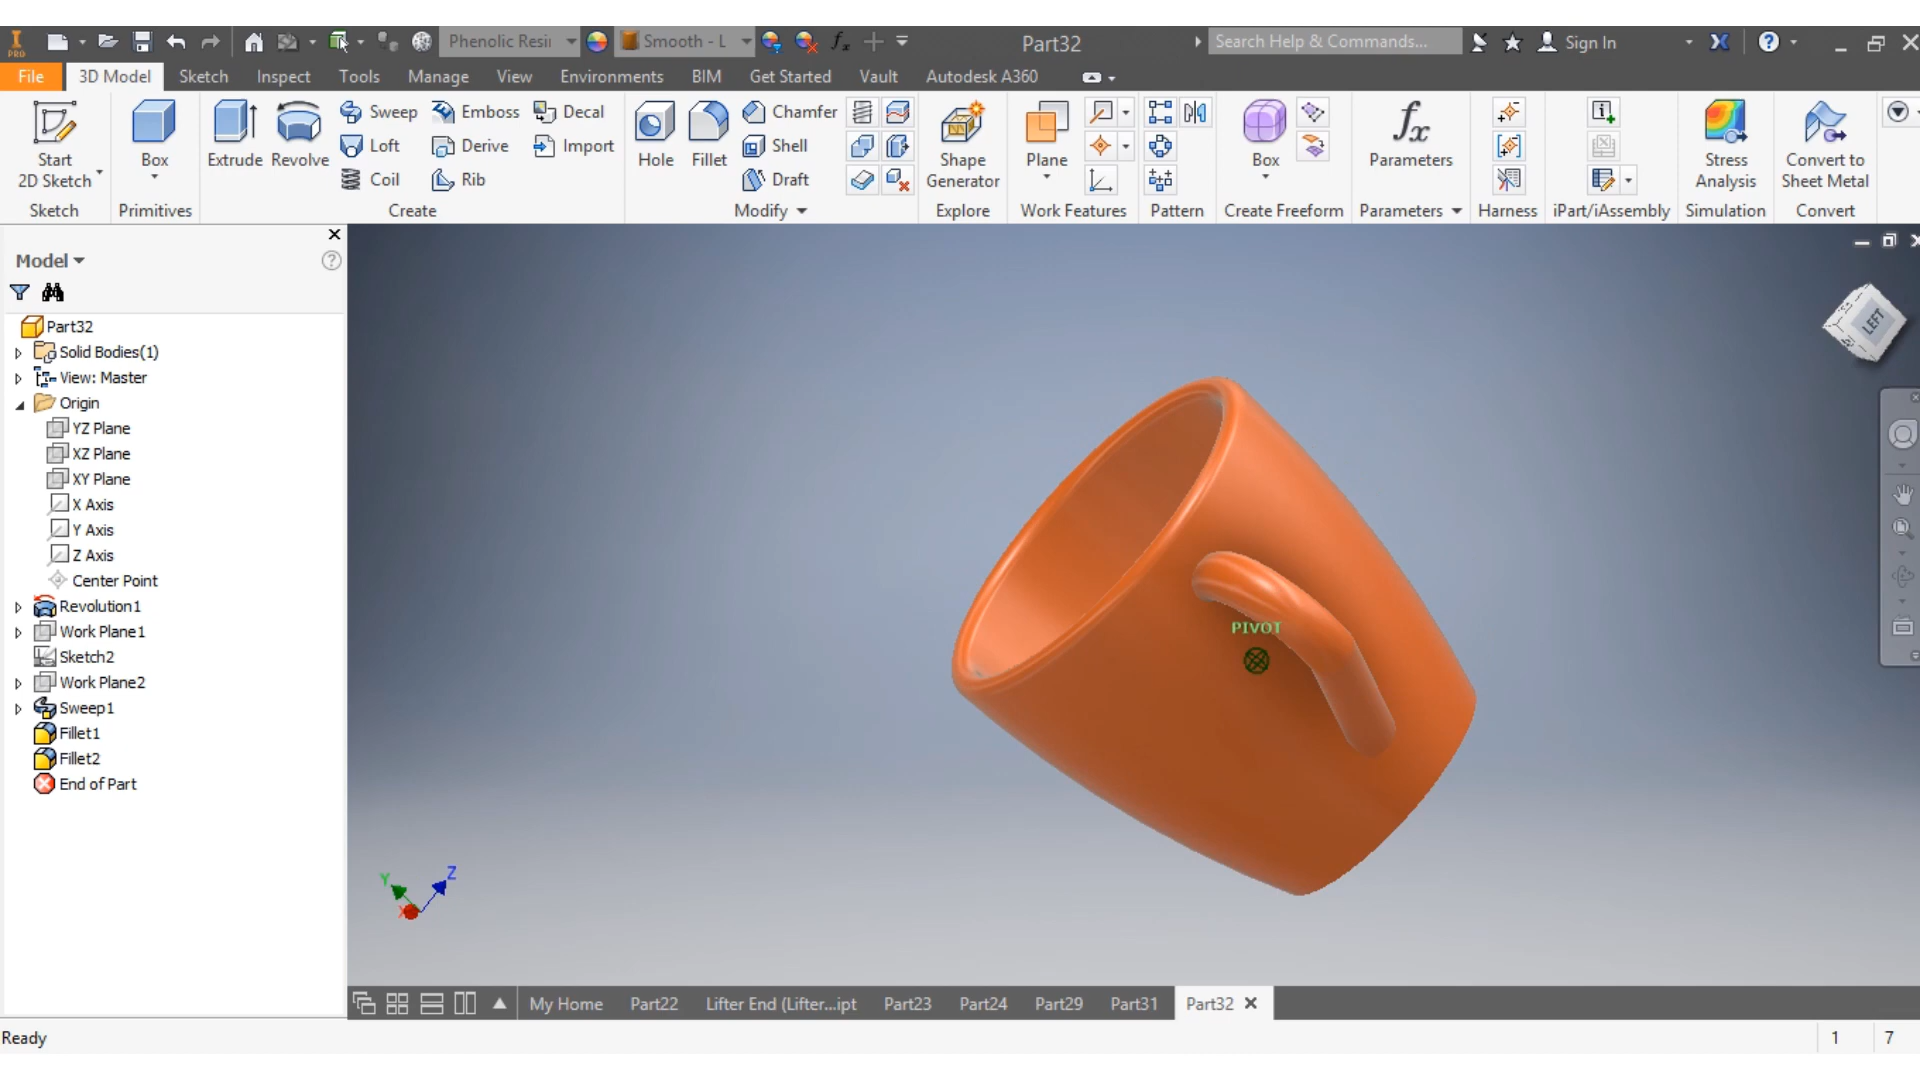 PRO Phenolic Resii Smooth - L fx Part32 Search Help & Commands... Sign In
File 3D Model Sketch Inspect Tools Manage View Environments BIM Get Started Vault Autodesk A360
Start 2D Sketch
Box
Extrude Revolve
Sweep Emboss Decal
Loft Derive Import
Coil Rib
Hole Fillet
Chamfer
Shell
Draft
Shape Generator
Plane
Box
fx Parameters
Stress Analysis
Convert to Sheet Metal
Sketch Primitives Create Modify Explore Work Features Pattern Create Freeform Parameters Harness iPart/iAssembly Simulation Convert
Model
Part32
Solid Bodies(1)
View: Master
Origin
YZ Plane
XZ Plane
XY Plane
X Axis
Y Axis
Z Axis
Center Point
Revolution1
Work Plane1
Sketch2
Work Plane2
Sweep1
Fillet1
Fillet2
End of Part
LEFT
PIVOT
Y Z
X
My Home Part22 Lifter End (Lifter...ipt Part23 Part24 Part29 Part31 Part32
Ready 1 7